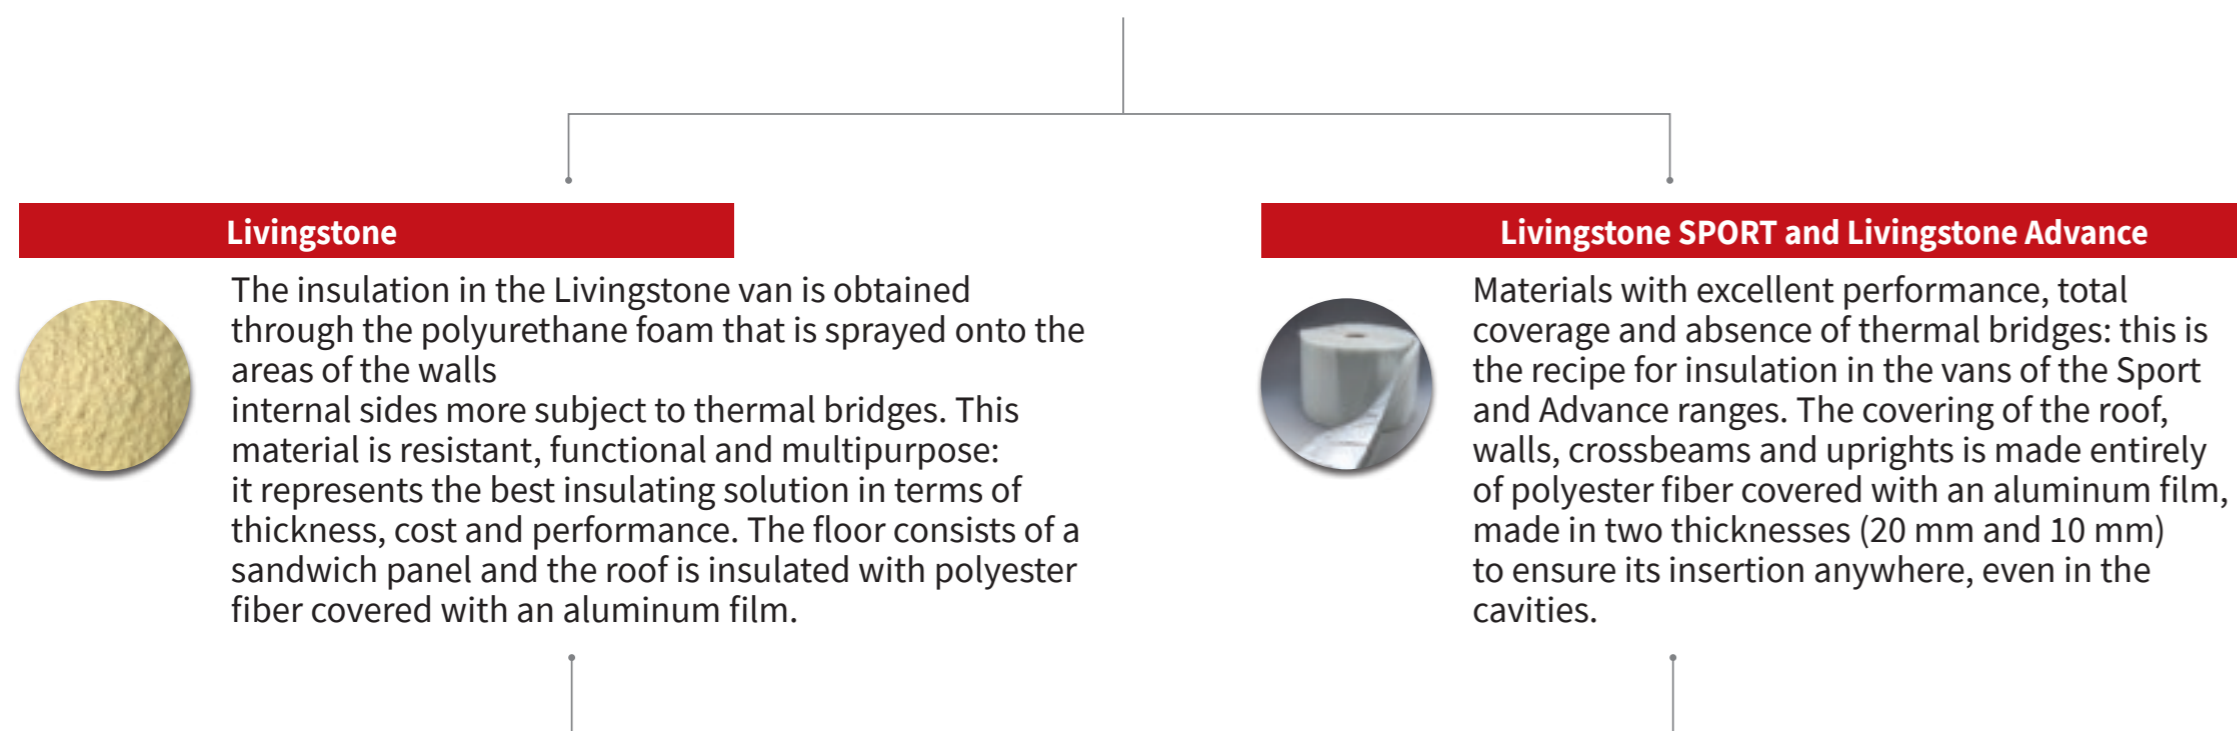 Livingstone
The insulation in the Livingstone van is obtained
through the polyurethane foam that is sprayed onto the
areas of the walls
internal sides more subject to thermal bridges. This
material is resistant, functional and multipurpose:
it represents the best insulating solution in terms of
thickness, cost and performance. The floor consists of a
sandwich panel and the roof is insulated with polyester
fiber covered with an aluminum film.
Livingstone SPORT and Livingstone Advance
Materials with excellent performance, total
coverage and absence of thermal bridges: this is
the recipe for insulation in the vans of the Sport
and Advance ranges. The covering of the roof,
walls, crossbeams and uprights is made entirely
of polyester fiber covered with an aluminum film,
made in two thicknesses (20 mm and 10 mm)
to ensure its insertion anywhere, even in the
cavities.